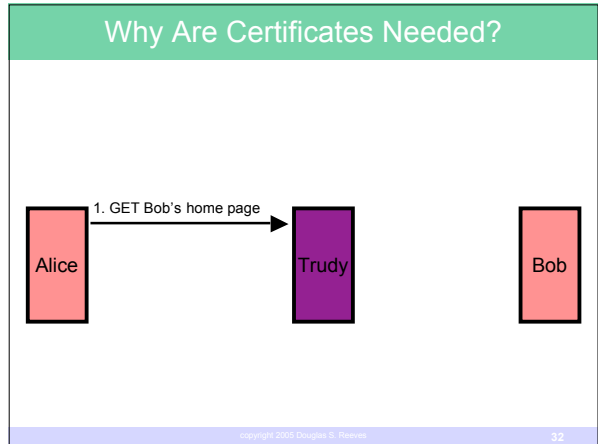 Why Are Certificates Needed?
1. GET Bob's home page
Alice
Trudy
Bob
copyright 2005 Douglas S. Reeves
32